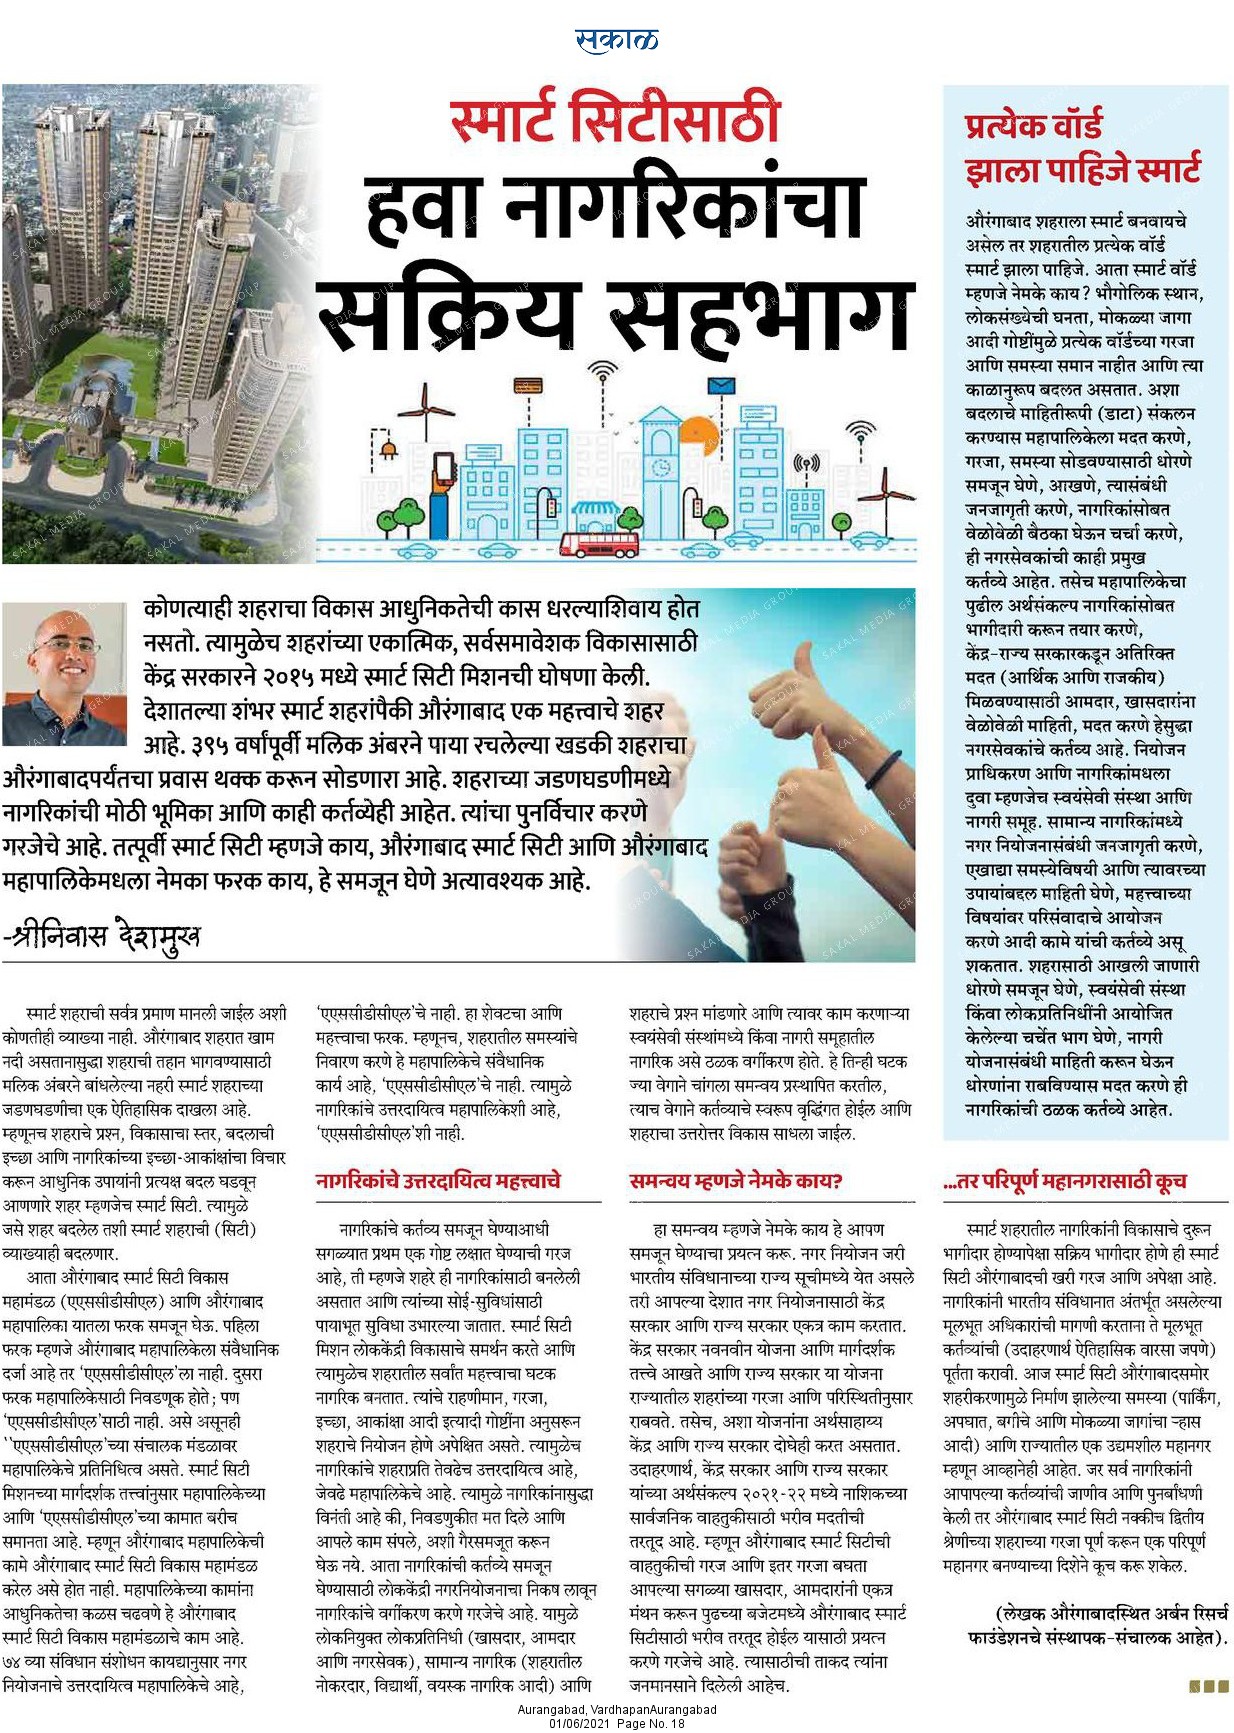 सकाळ
स्मार्ट सिटीसाठी
हवा नागरिकांचा
सक्रिय सहभाग
कोणत्याही शहराचा विकास आधुनिकतेची कास धरल्याशिवाय होत
नसतो. त्यामुळेच शहरांच्या एकात्मिक, सर्वसमावेशक विकासासाठी
केंद्र सरकारने २०१५ मध्ये स्मार्ट सिटी मिशनची घोषणा केली.
देशातल्या शंभर स्मार्ट शहरांपैकी औरंगाबाद एक महत्त्वाचे शहर
आहे. ३९५ वर्षांपूर्वी मलिक अंबरने पाया रचलेल्या खडकी शहराचा
औरंगाबादपर्यंतचा प्रवास थक्क करून सोडणारा आहे. शहराच्या जडणघडणीमध्ये
नागरिकांची मोठी भूमिका आणि काही कर्तव्येही आहेत. त्यांचा पुनर्विचार करणे
गरजेचे आहे. तत्पूर्वी स्मार्ट सिटी म्हणजे काय, औरंगाबाद स्मार्ट सिटी आणि औरंगाबाद
महापालिकेमधला नेमका फरक काय, हे समजून घेणे अत्यावश्यक आहे.
-श्रीनिवास देशमुख
स्मार्ट शहराची सर्वत्र प्रमाण मानली जाईल अशी
कोणतीही व्याख्या नाही. औरंगाबाद शहरात खाम
नदी असतानासुद्धा शहराची तहान भागवण्यासाठी
मलिक अंबरने बांधलेल्या नहरी स्मार्ट शहराच्या
जडणघडणीचा एक ऐतिहासिक दाखला आहे.
म्हणूनच शहराचे प्रश्न, विकासाचा स्तर, बदलाची
इच्छा आणि नागरिकांच्या इच्छा-आकांक्षांचा विचार
करून आधुनिक उपायांनी प्रत्यक्ष बदल घडवून
आणणारे शहर म्हणजेच स्मार्ट सिटी. त्यामुळे
जसे शहर बदलेल तशी स्मार्ट शहराची (सिटी)
व्याख्याही बदलणार.
आता औरंगाबाद स्मार्ट सिटी विकास
महामंडळ (एएससीडीसीएल) आणि औरंगाबाद
महापालिका यातला फरक समजून घेऊ. पहिला
फरक म्हणजे औरंगाबाद महापालिकेला संवैधानिक
दर्जा आहे तर 'एएससीडीसीएल'ला नाही. दुसरा
फरक महापालिकेसाठी निवडणूक होते; पण
'एएससीडीसीएल'साठी नाही. असे असूनही
''एएससीडीसीएल'च्या संचालक मंडळावर
महापालिकेचे प्रतिनिधित्व असते. स्मार्ट सिटी
मिशनच्या मार्गदर्शक तत्त्वांनुसार महापालिकेच्या
आणि 'एएससीडीसीएल'च्या कामात बरीच
समानता आहे. म्हणून औरंगाबाद महापालिकेची
कामे औरंगाबाद स्मार्ट सिटी विकास महामंडळ
करेल असे होत नाही. महापालिकेच्या कामांना
आधुनिकतेचा कळस चढवणे हे औरंगाबाद
स्मार्ट सिटी विकास महामंडळाचे काम आहे.
७४ व्या संविधान संशोधन कायद्यानुसार नगर
नियोजनाचे उत्तरदायित्व महापालिकेचे आहे,
'एएससीडीसीएल'चे नाही. हा शेवटचा आणि
महत्त्वाचा फरक. म्हणूनच, शहरातील समस्यांचे
निवारण करणे हे महापालिकेचे संवैधानिक
कार्य आहे, 'एएससीडीसीएल'चे नाही. त्यामुळे
नागरिकांचे उत्तरदायित्व महापालिकेशी आहे,
'एएससीडीसीएल'शी नाही.
नागरिकांचे उत्तरदायित्व महत्त्वाचे
नागरिकांचे कर्तव्य समजून घेण्याआधी
सगळ्यात प्रथम एक गोष्ट लक्षात घेण्याची गरज
आहे, ती म्हणजे शहरे ही नागरिकांसाठी बनलेली
असतात आणि त्यांच्या सोई-सुविधांसाठी
पायाभूत सुविधा उभारल्या जातात. स्मार्ट सिटी
मिशन लोककेंद्री विकासाचे समर्थन करते आणि
त्यामुळेच शहरातील सर्वांत महत्त्वाचा घटक
नागरिक बनतात. त्यांचे राहणीमान, गरजा,
इच्छा, आकांक्षा आदी इत्यादी गोष्टींना अनुसरून
शहराचे नियोजन होणे अपेक्षित असते. त्यामुळेच
नागरिकांचे शहराप्रति तेवढेच उत्तरदायित्व आहे,
जेवढे महापालिकेचे आहे. त्यामुळे नागरिकांनासुद्धा
विनंती आहे की, निवडणुकीत मत दिले आणि
आपले काम संपले, अशी गैरसमजूत करून
घेऊ नये. आता नागरिकांची कर्तव्ये समजून
घेण्यासाठी लोककेंद्री नगरनियोजनाचा निकष लावून
नागरिकांचे वर्गीकरण करणे गरजेचे आहे. यामुळे
लोकनियुक्त लोकप्रतिनिधी (खासदार, आमदार
आणि नगरसेवक), सामान्य नागरिक (शहरातील
नोकरदार, विद्यार्थी, वयस्क नागरिक आदी) आणि
शहराचे प्रश्न मांडणारे आणि त्यावर काम करणाऱ्या
स्वयंसेवी संस्थांमध्ये किंवा नागरी समूहातील
नागरिक असे ठळक वर्गीकरण होते. हे तिन्ही घटक
ज्या वेगाने चांगला समन्वय प्रस्थापित करतील,
त्याच वेगाने कर्तव्याचे स्वरूप वृद्धिंगत होईल आणि
शहराचा उत्तरोत्तर विकास साधला जाईल.
समन्वय म्हणजे नेमके काय?
हा समन्वय म्हणजे नेमके काय हे आपण
समजून घेण्याचा प्रयत्न करू. नगर नियोजन जरी
भारतीय संविधानाच्या राज्य सूचीमध्ये येत असले
तरी आपल्या देशात नगर नियोजनासाठी केंद्र
सरकार आणि राज्य सरकार एकत्र काम करतात.
केंद्र सरकार नवनवीन योजना आणि मार्गदर्शक
तत्त्वे आखते आणि राज्य सरकार या योजना
राज्यातील शहरांच्या गरजा आणि परिस्थितीनुसार
राबवते. तसेच, अशा योजनांना अर्थसाहाय्य
केंद्र आणि राज्य सरकार दोघेही करत असतात.
उदाहरणार्थ, केंद्र सरकार आणि राज्य सरकार
यांच्या अर्थसंकल्प २०२१-२२ मध्ये नाशिकच्या
सार्वजनिक वाहतुकीसाठी भरीव मदतीची
तरतूद आहे. म्हणून औरंगाबाद स्मार्ट सिटीची
वाहतुकीची गरज आणि इतर गरजा बघता
आपल्या सगळ्या खासदार, आमदारांनी एकत्र
मंथन करून पुढच्या बजेटमध्ये औरंगाबाद स्मार्ट
सिटीसाठी भरीव तरतूद होईल यासाठी प्रयत्न
करणे गरजेचे आहे. त्यासाठीची ताकद त्यांना
जनमानसाने दिलेली आहेच.
प्रत्येक वॉर्ड
झाला पाहिजे स्मार्ट
औरंगाबाद शहराला स्मार्ट बनवायचे
असेल तर शहरातील प्रत्येक वॉर्ड
स्मार्ट झाला पाहिजे. आता स्मार्ट वॉर्ड
म्हणजे नेमके काय? भौगोलिक स्थान,
लोकसंख्येची घनता, मोकळ्या जागा
आदी गोष्टींमुळे प्रत्येक वॉर्डच्या गरजा
आणि समस्या समान नाहीत आणि त्या
काळानुरूप बदलत असतात. अशा
बदलाचे माहितीरूपी (डाटा) संकलन
करण्यास महापालिकेला मदत करणे,
गरजा, समस्या सोडवण्यासाठी धोरणे
समजून घेणे, आखणे, त्यासंबंधी
जनजागृती करणे, नागरिकांसोबत
वेळोवेळी बैठका घेऊन चर्चा करणे,
ही नगरसेवकांची काही प्रमुख
कर्तव्ये आहेत. तसेच महापालिकेचा
पुढील अर्थसंकल्प नागरिकांसोबत
भागीदारी करून तयार करणे,
केंद्र-राज्य सरकारकडून अतिरिक्त
मदत (आर्थिक आणि राजकीय)
मिळवण्यासाठी आमदार, खासदारांना
वेळोवेळी माहिती, मदत करणे हेसुद्धा
नगरसेवकांचे कर्तव्य आहे. नियोजन
प्राधिकरण आणि नागरिकांमधला
दुवा म्हणजेच स्वयंसेवी संस्था आणि
नागरी समूह. सामान्य नागरिकांमध्ये
नगर नियोजनासंबंधी जनजागृती करणे,
एखाद्या समस्येविषयी आणि त्यावरच्या
उपायांबद्दल माहिती घेणे, महत्त्वाच्या
विषयांवर परिसंवादाचे आयोजन
करणे आदी कामे यांची कर्तव्ये असू
शकतात. शहरासाठी आखली जाणारी
धोरणे समजून घेणे, स्वयंसेवी संस्था
किंवा लोकप्रतिनिधींनी आयोजित
केलेल्या चर्चेत भाग घेणे, नागरी
योजनासंबंधी माहिती करून घेऊन
धोरणांना राबविण्यास मदत करणे ही
नागरिकांची ठळक कर्तव्ये आहेत.
...तर परिपूर्ण महानगरासाठी कूच
स्मार्ट शहरातील नागरिकांनी विकासाचे दुरून
भागीदार होण्यापेक्षा सक्रिय भागीदार होणे ही स्मार्ट
सिटी औरंगाबादची खरी गरज आणि अपेक्षा आहे.
नागरिकांनी भारतीय संविधानात अंतर्भूत असलेल्या
मूलभूत अधिकारांची मागणी करताना ते मूलभूत
कर्तव्यांची (उदाहरणार्थ ऐतिहासिक वारसा जपणे)
पूर्तता करावी. आज स्मार्ट सिटी औरंगाबादसमोर
शहरीकरणामुळे निर्माण झालेल्या समस्या (पार्किंग,
अपघात, बगीचे आणि मोकळ्या जागांचा ऱ्हास
आदी) आणि राज्यातील एक उद्यमशील महानगर
म्हणून आव्हानेही आहेत. जर सर्व नागरिकांनी
आपापल्या कर्तव्यांची जाणीव आणि पुनर्बांधणी
केली तर औरंगाबाद स्मार्ट सिटी नक्कीच द्वितीय
श्रेणीच्या शहराच्या गरजा पूर्ण करून एक परिपूर्ण
महानगर बनण्याच्या दिशेने कूच करू शकेल.
(लेखक औरंगाबादस्थित अर्बन रिसर्च
फाउंडेशनचे संस्थापक-संचालक आहेत).
Aurangabad, VardhapanAurangabad
01/06/2021 Page No. 18